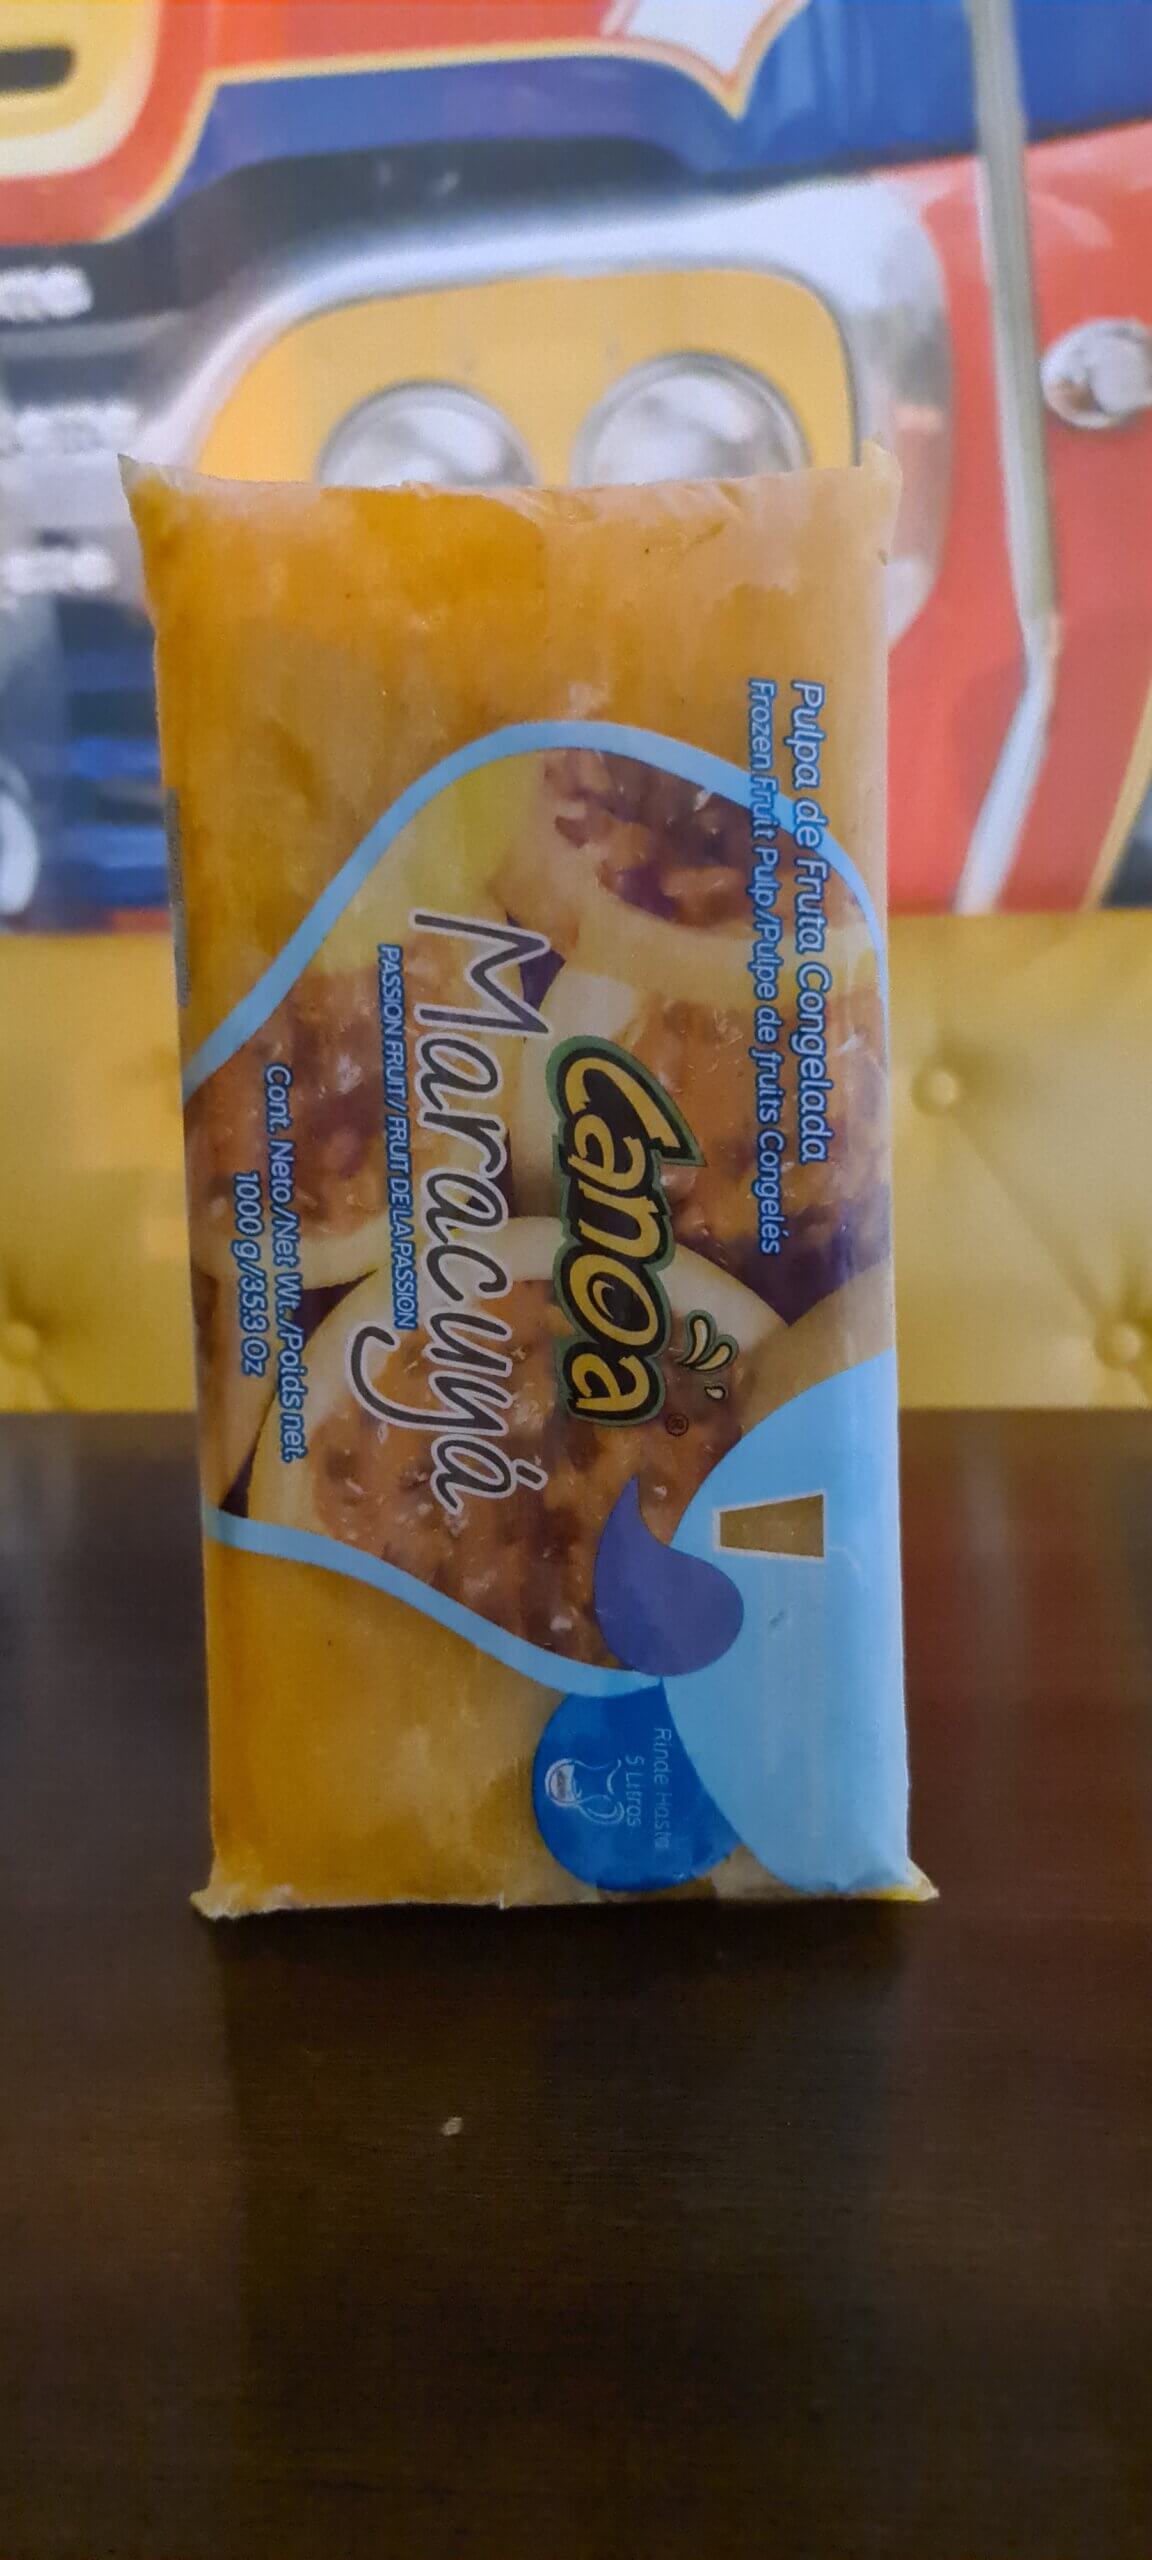 Pulpa de Fruta Congelada
Frozen Fruit Pulp/Pulpe de fruits Congelés
Canoa®
Maracuyá
PASSION FRUIT// FRUIT DE LA PASSION
Cont. Neto/Net Wt./Poids net.
1000 g/35.3 Oz
Rinde Hasta
5 Litros